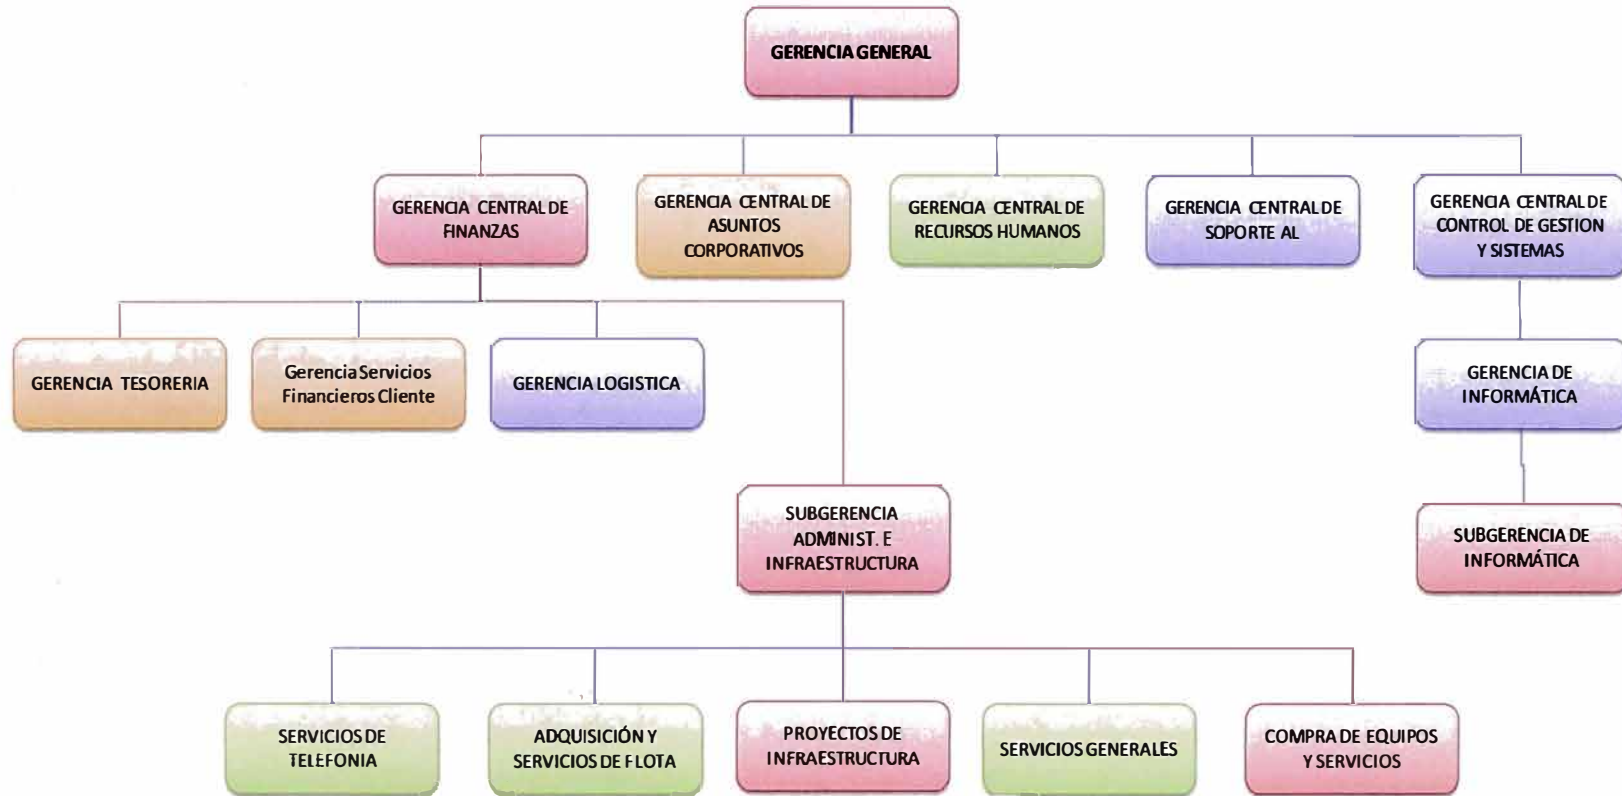 GERENCIA GENERAL
GERENCIA CENTRAL DE
FINANZAS
GERENCIA CENTRAL DE
ASUNTOS
CORPORATIVOS
GERENCIA CENTRAL DE
RECURSOS HUMANOS
GERENCIA CENTRAL DE
SOPORTE AL
GERENCIA CENTRAL DE
CONTROL DE GESTION
Y SISTEMAS
GERENCIA TESORERIA
Gerencia Servicios
Financieros Cliente
GERENCIA LOGISTICA
GERENCIA DE
INFORMÁTICA
SUBGERENCIA
ADMINIST. E
INFRAESTRUCTURA
SUBGERENCIA DE
INFORMÁTICA
SERVICIOS DE
TELEFONIA
ADQUISICIÓN Y
SERVICIOS DE FLOTA
PROYECTOS DE
INFRAESTRUCTURA
SERVICIOS GENERALES
COMPRA DE EQUIPOS
Y SERVICIOS